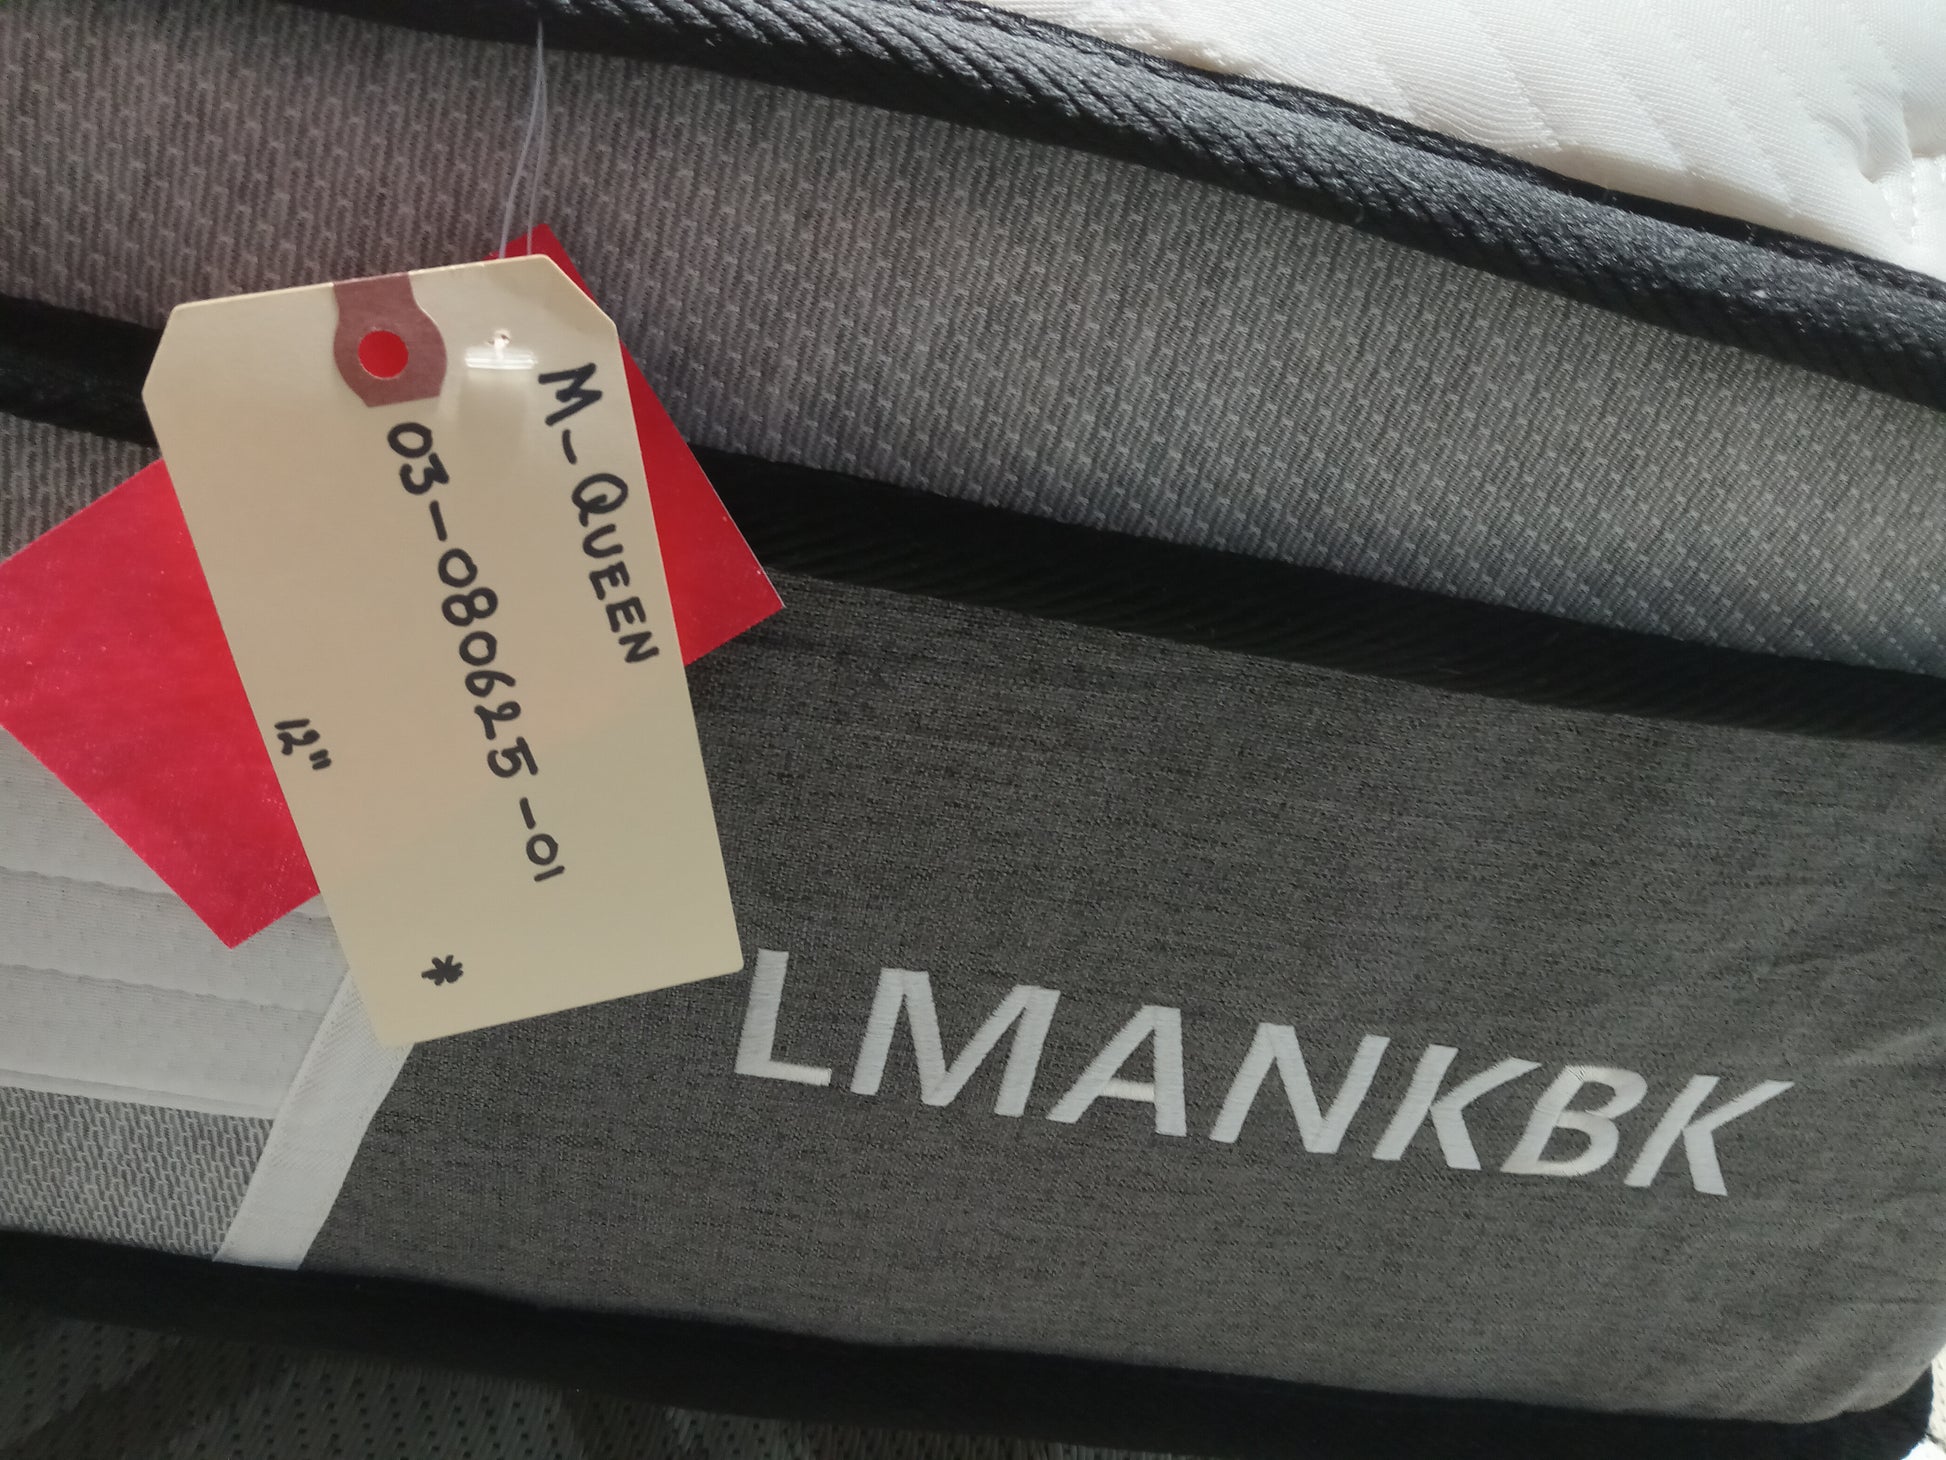 M-QUEEN
03-080625-01
12"
*
LMANKBK